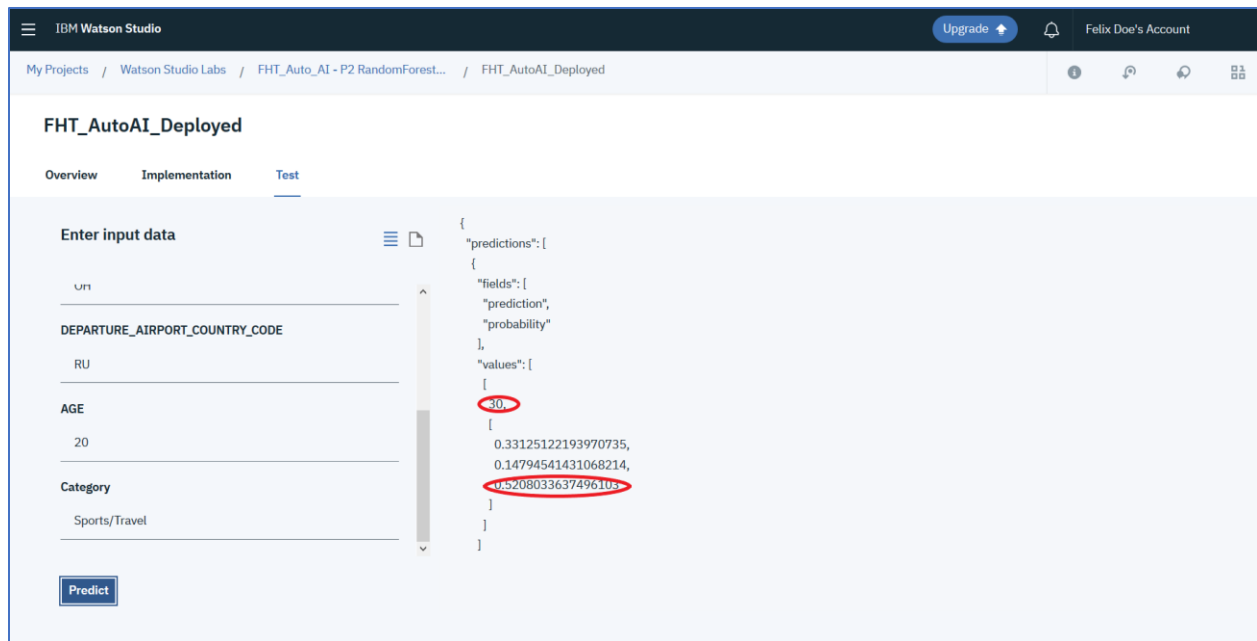 IBM Watson Studio
Upgrade
Felix Doe's Account
My Projects / Watson Studio Labs / FHT_Auto_AI - P2 RandomForest... / FHT_AutoAI_Deployed
FHT_AutoAI_Deployed
Overview Implementation Test
Enter input data
DEPARTURE_AIRPORT_COUNTRY_CODE
RU
AGE
20
Category
Sports/Travel
Predict
{
"predictions": [
{
"fields": [
"prediction",
"probability"
],
"values": [
[
30,
[
0.33125122193970735,
0.14794541431068214,
0.5208033637496103
]
]
]